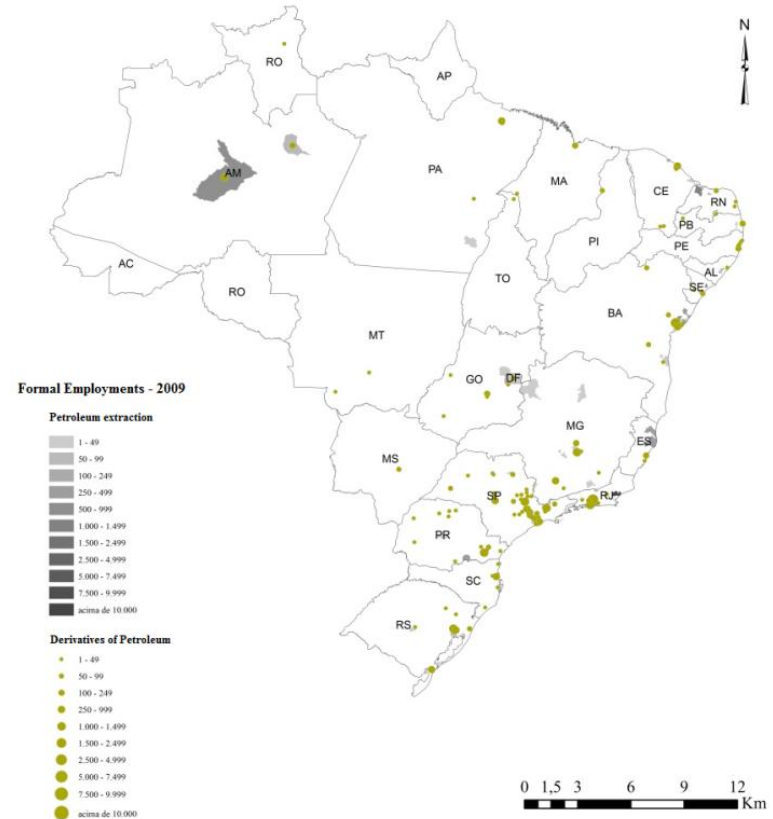 N
RO
AP
AM
PA
MA
CE
RN
PB
PE
PI
AL
SE
AC
RO
TO
BA
MT
GO
DF
MG
ES
MS
SP
RJ
PR
SC
RS
Formal Employments - 2009
Petroleum extraction
1 - 49
50 - 99
100 - 249
250 - 499
500 - 999
1.000 - 1.499
1.500 - 2.499
2.500 - 4.999
5.000 - 7.499
7.500 - 9.999
acima de 10.000
Derivatives of Petroleum
1 - 49
50 - 99
100 - 249
250 - 999
1.000 - 1.499
1.500 - 2.499
2.500 - 4.999
5.000 - 7.499
7.500 - 9.999
acima de 10.000
0 1,5 3 6 9 12
Km